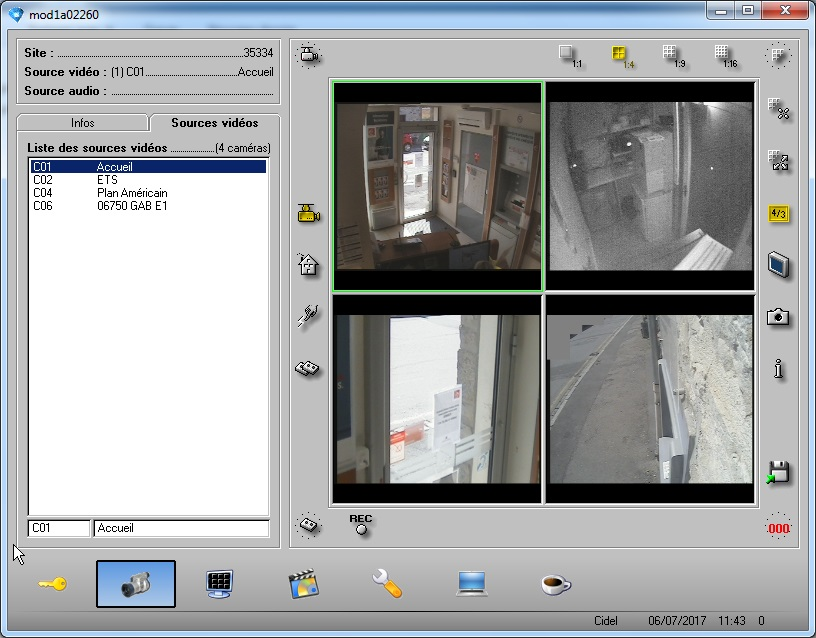 mod1a02260
Site : ..........35334
Source vidéo : (1) C01..........Accueil
Source audio : ..........
Infos
Sources vidéos
Liste des sources vidéos ..........(4 caméras)
C01 Accueil
C02 ETS
C04 Plan Américain
C06 06750 GAB E1
C01 Accueil
1:1
1:4
1:9
1:16
4/3
REC
000
Cidel 06/07/2017 11:43 0